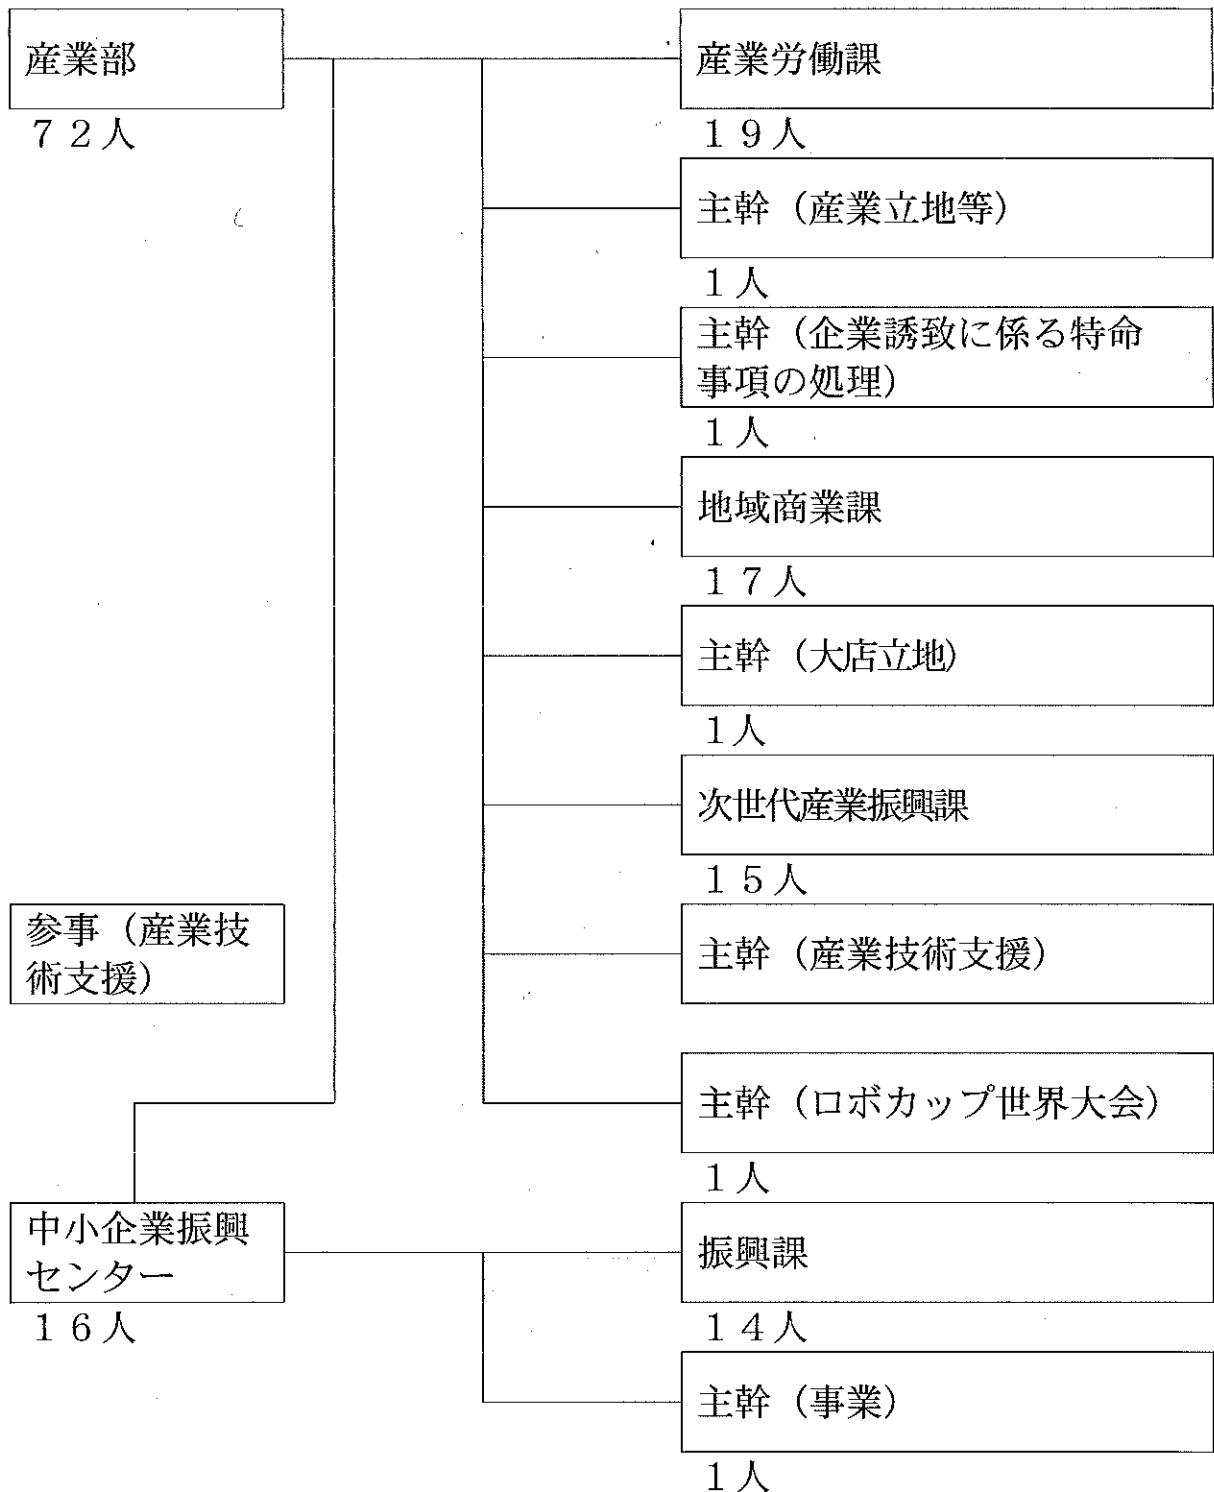 産業部
産業労働課
７２人
１９人
主幹（産業立地等）
１人
主幹（企業誘致に係る特命
事項の処理）
１人
地域商業課
１７人
主幹（大店立地）
１人
次世代産業振興課
１５人
参事（産業技
術支援）
主幹（産業技術支援）
主幹（ロボカップ世界大会）
１人
中小企業振興
センター
振興課
１６人
１４人
主幹（事業）
１人